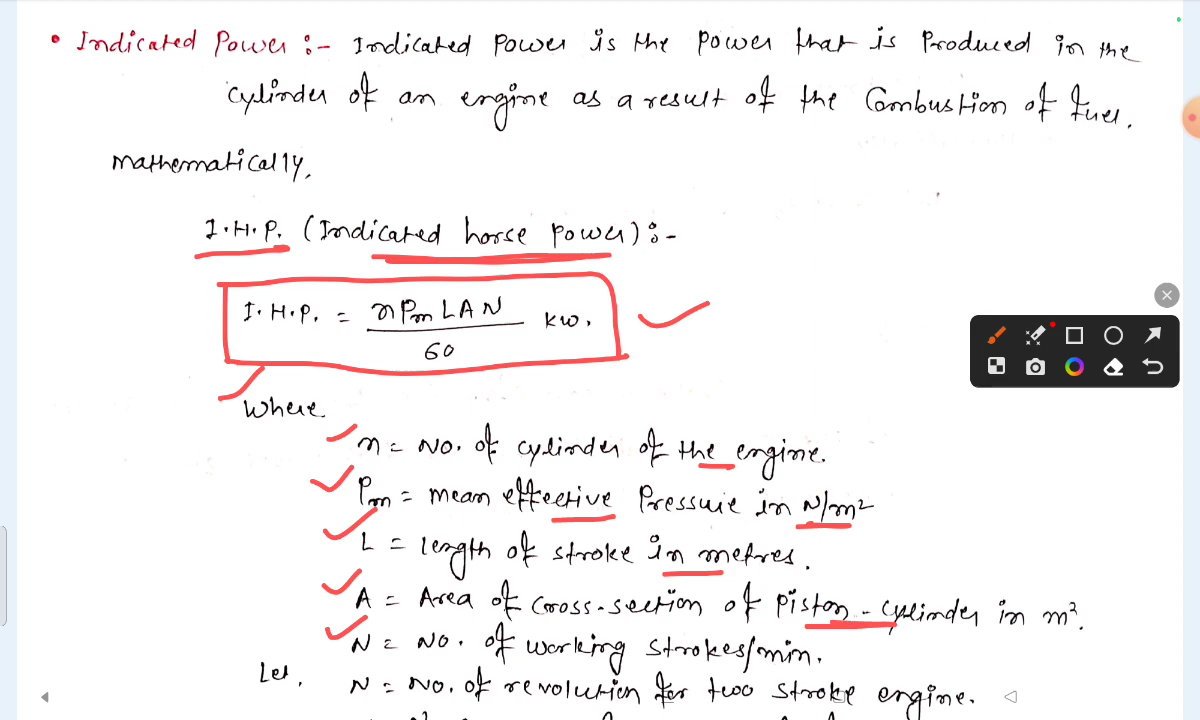 • Indicated Power :- Indicated Power is the power that is Produced in the
cylinder of an engine as a result of the Combustion of fuel.
mathematically,
I.H.P. (Indicated horse Power) :-
I.H.P. = n Pm LAN / 60 kw.
Where
n = No. of cylinder of the engine.
Pm = mean effective Pressure in N/m²
L = length of stroke in metres.
A = Area of cross-section of piston-cylinder in m².
N = No. of working strokes/min.
Let,
N = No. of revolution for two stroke engine.